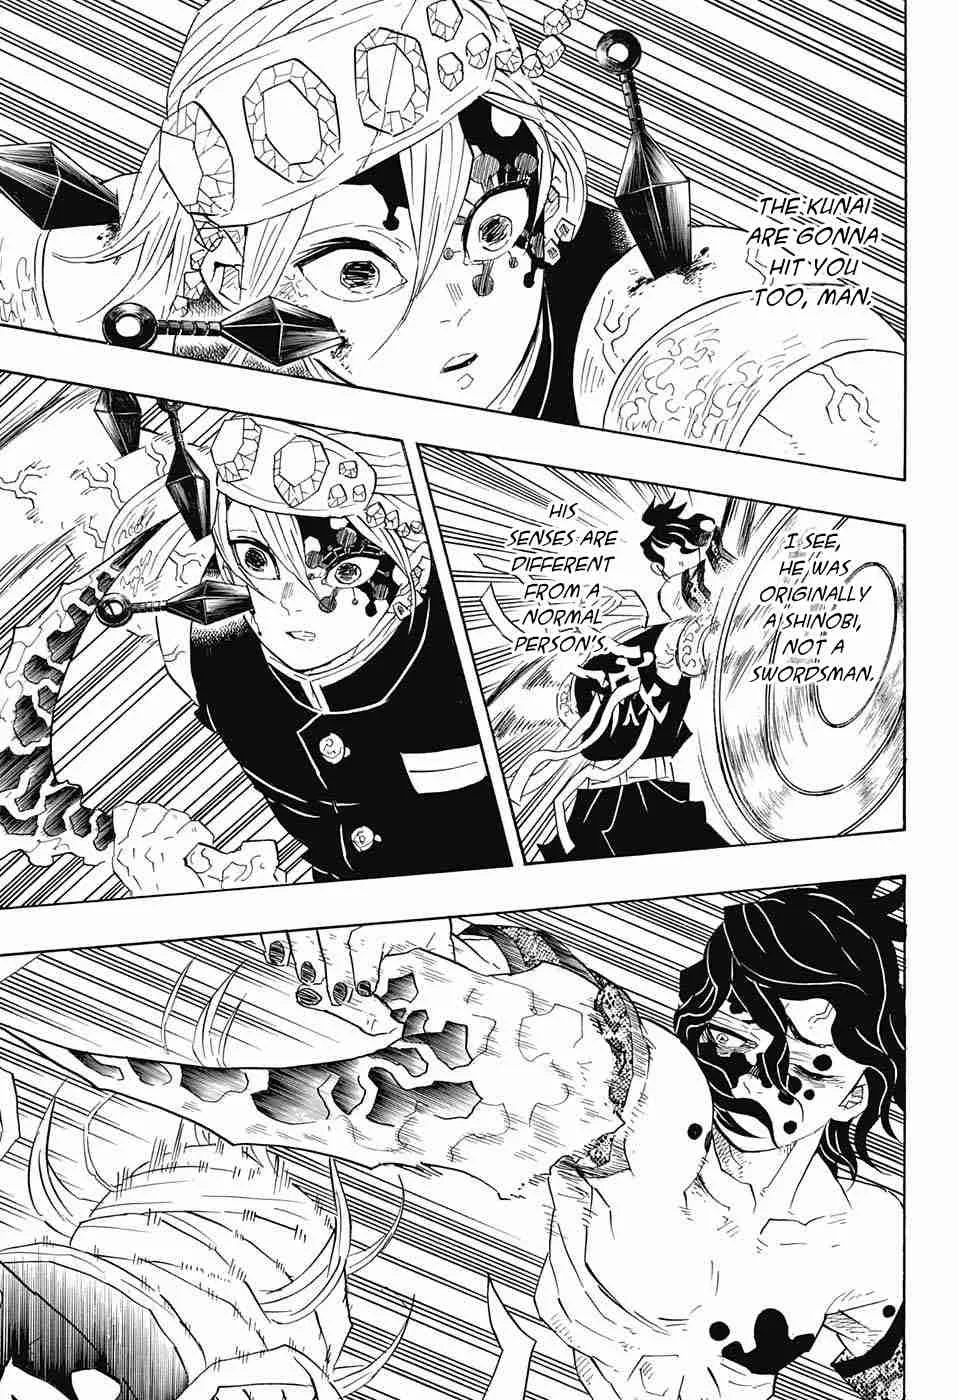 THE KUNAI
ARE GONNA
HIT YOU
TOO, MAN.
I SEE,
HE WAS
ORIGINALLY
A SHINOBI,
NOT A
SWORDSMAN.
HIS
SENSES ARE
DIFFERENT
FROM A
NORMAL
PERSON'S.